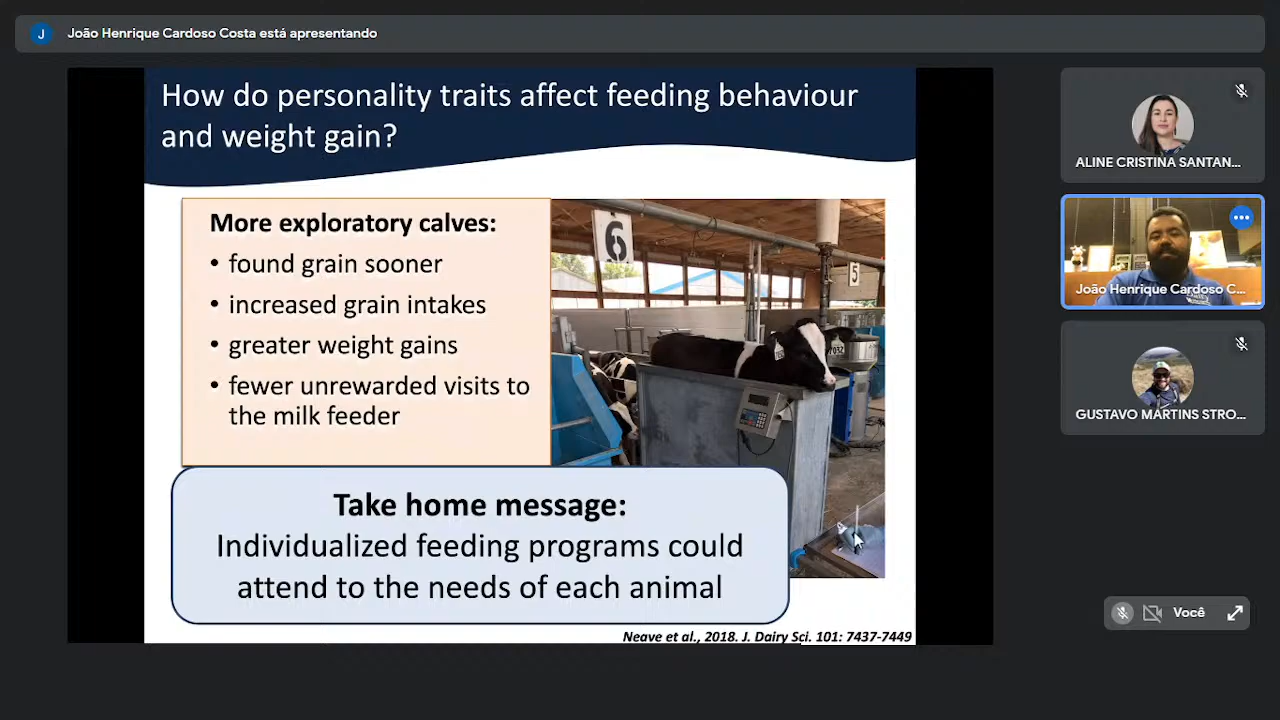 J
João Henrique Cardoso Costa está apresentando
How do personality traits affect feeding behaviour
and weight gain?
More exploratory calves:
• found grain sooner
• increased grain intakes
• greater weight gains
• fewer unrewarded visits to
the milk feeder
6
5
7032
Take home message:
Individualized feeding programs could
attend to the needs of each animal
Neave et al., 2018. J. Dairy Sci. 101: 7437-7449
ALINE CRISTINA SANTAN...
João Henrique Cardoso C...
GUSTAVO MARTINS STRO...
Você